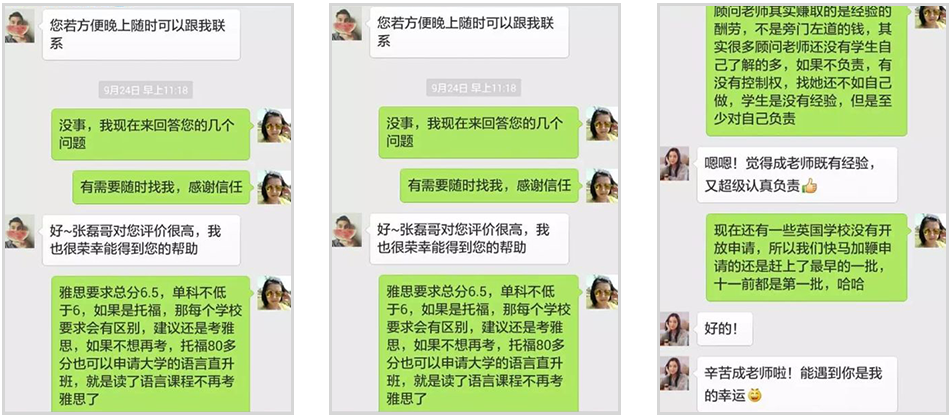 您若方便晚上随时可以跟我联
系
9月24日 早上11:18
没事，我现在来回答您的几个
问题
有需要随时找我，感谢信任
好~张磊哥对您评价很高，我
也很荣幸能得到您的帮助
雅思要求总分6.5，单科不低
于6，如果是托福，那每个学校
要求会有区别，建议还是考雅
思，如果不想再考，托福80多
分也可以申请大学的语言直升
班，就是读了语言课程不再考
雅思了
您若方便晚上随时可以跟我联
系
9月24日 早上11:18
没事，我现在来回答您的几个
问题
有需要随时找我，感谢信任
好~张磊哥对您评价很高，我
也很荣幸能得到您的帮助
雅思要求总分6.5，单科不低
于6，如果是托福，那每个学校
要求会有区别，建议还是考雅
思，如果不想再考，托福80多
分也可以申请大学的语言直升
班，就是读了语言课程不再考
雅思了
顾问老师其实赚取的是经验的
酬劳，不是旁门左道的钱，其
实很多顾问老师还没有学生自
己了解的多，如果不负责，有
没有控制权，找她还不如自己
做，学生是没有经验，但是至
少对自己负责
嗯嗯！觉得成老师既有经验，
又超级认真负责👍
现在还有一些英国学校没有开
放申请，所以我们快马加鞭申
请的还是赶上了最早的一批，
十一前都是第一批，哈哈
好的！
辛苦成老师啦！能遇到你是我
的幸运😄